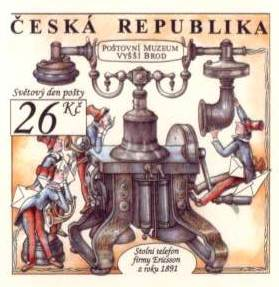 ČESKÁ REPUBLIKA
POŠTOVNÍ MUZEUM
VYŠŠÍ BROD
Světový den pošty
26 Kč
Stolní telefon
firmy Ericsson
z roku 1891